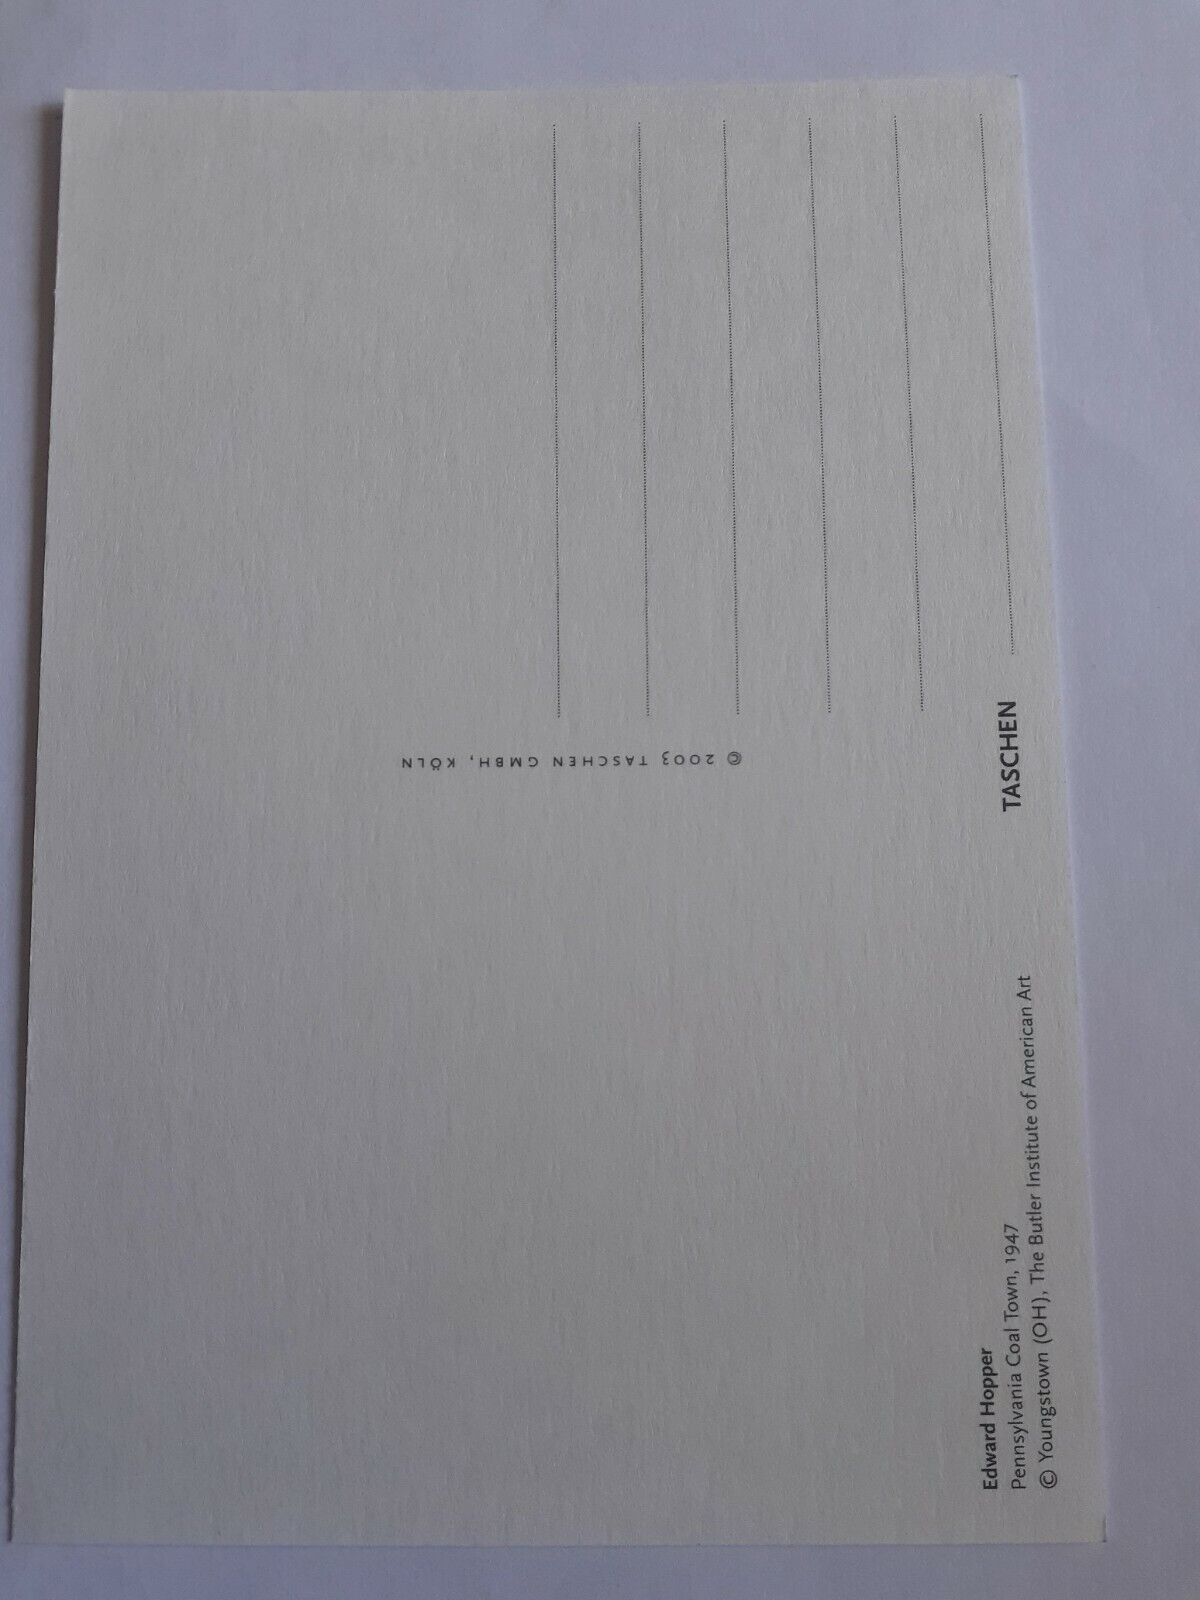 Edward Hopper
Pennsylvania Coal Town, 1947
© Youngstown (OH), The Butler Institute of American Art
TASCHEN
© 2003 TASCHEN GMBH, KÖLN